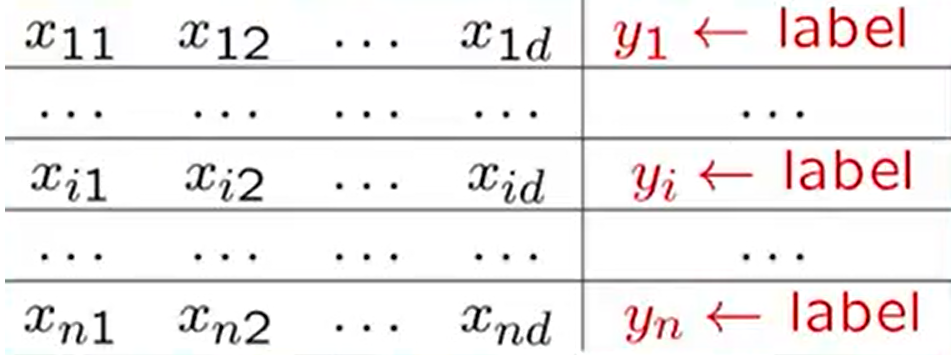 x₁₁ x₁₂ ... x₁d y₁ ← label
... ... ... ... ...
xᵢ₁ xᵢ₂ ... xᵢd yᵢ ← label
... ... ... ... ...
xₙ₁ xₙ₂ ... xₙd yₙ ← label